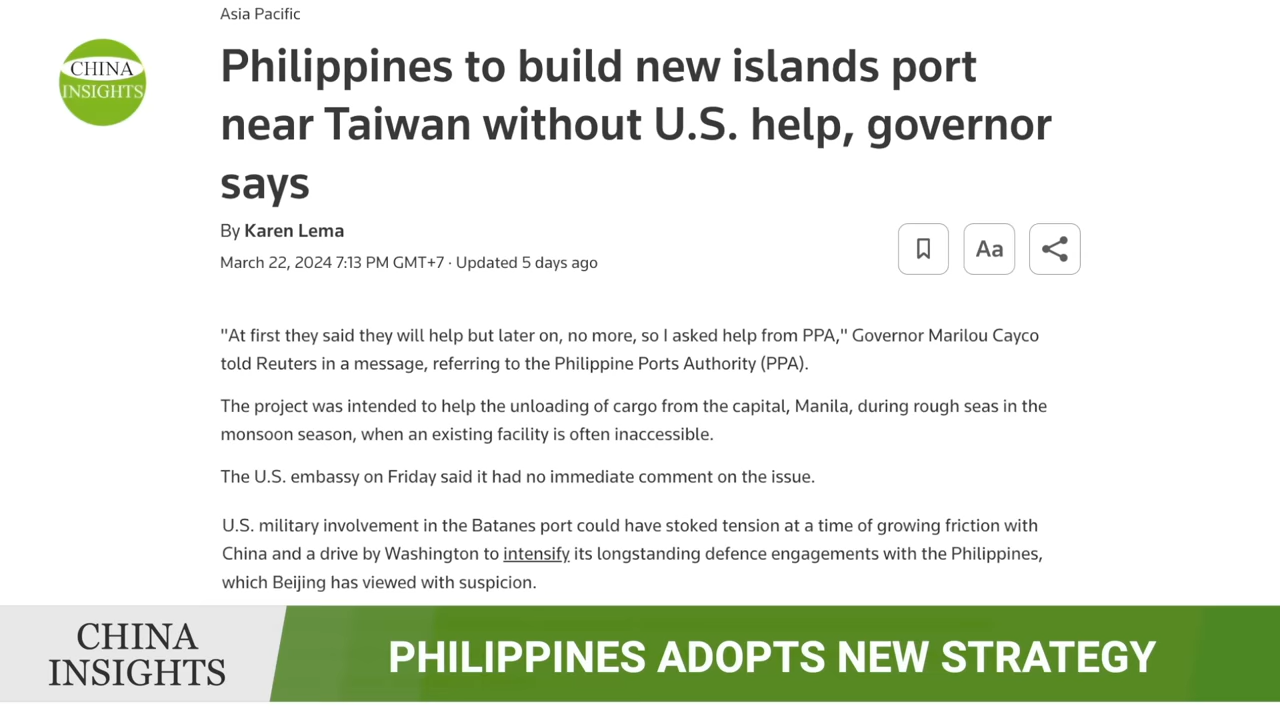 Asia Pacific
CHINA
INSIGHTS
Philippines to build new islands port
near Taiwan without U.S. help, governor
says
By Karen Lema
March 22, 2024 7:13 PM GMT+7 · Updated 5 days ago
Aa
"At first they said they will help but later on, no more, so I asked help from PPA," Governor Marilou Cayco
told Reuters in a message, referring to the Philippine Ports Authority (PPA).
The project was intended to help the unloading of cargo from the capital, Manila, during rough seas in the
monsoon season, when an existing facility is often inaccessible.
The U.S. embassy on Friday said it had no immediate comment on the issue.
U.S. military involvement in the Batanes port could have stoked tension at a time of growing friction with
China and a drive by Washington to intensify its longstanding defence engagements with the Philippines,
which Beijing has viewed with suspicion.
CHINA
INSIGHTS
PHILIPPINES ADOPTS NEW STRATEGY